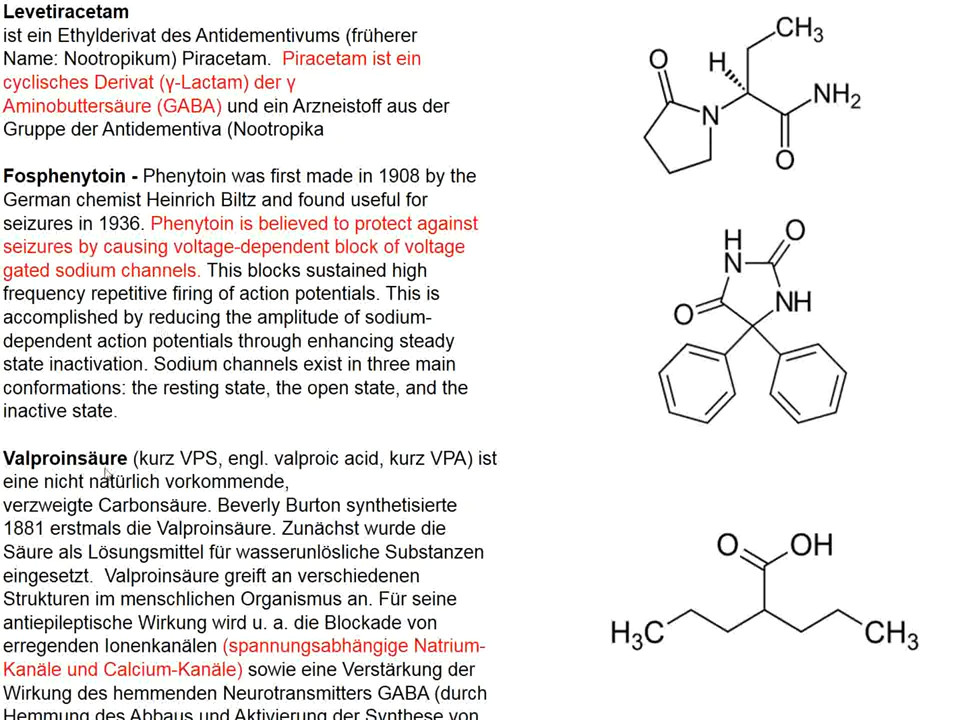 Levetiracetam
ist ein Ethylderivat des Antidementivums (früherer
Name: Nootropikum) Piracetam.  Piracetam ist ein
cyclisches Derivat (γ-Lactam) der γ
Aminobuttersäure (GABA) und ein Arzneistoff aus der
Gruppe der Antidementiva (Nootropika
Fosphenytoin - Phenytoin was first made in 1908 by the
German chemist Heinrich Biltz and found useful for
seizures in 1936. Phenytoin is believed to protect against
seizures by causing voltage-dependent block of voltage
gated sodium channels. This blocks sustained high
frequency repetitive firing of action potentials. This is
accomplished by reducing the amplitude of sodium-
dependent action potentials through enhancing steady
state inactivation. Sodium channels exist in three main
conformations: the resting state, the open state, and the
inactive state.
Valproinsäure (kurz VPS, engl. valproic acid, kurz VPA) ist
eine nicht natürlich vorkommende,
verzweigte Carbonsäure. Beverly Burton synthetisierte
1881 erstmals die Valproinsäure. Zunächst wurde die
Säure als Lösungsmittel für wasserunlösliche Substanzen
eingesetzt.  Valproinsäure greift an verschiedenen
Strukturen im menschlichen Organismus an. Für seine
antiepileptische Wirkung wird u. a. die Blockade von
erregenden Ionenkanälen (spannungsabhängige Natrium-
Kanäle und Calcium-Kanäle) sowie eine Verstärkung der
Wirkung des hemmenden Neurotransmitters GABA (durch
Hemmung des Abbaus und Aktivierung der Synthese von
CH3
O
H
N
NH2
O
H
N
O
O
NH
O
OH
H3C
CH3